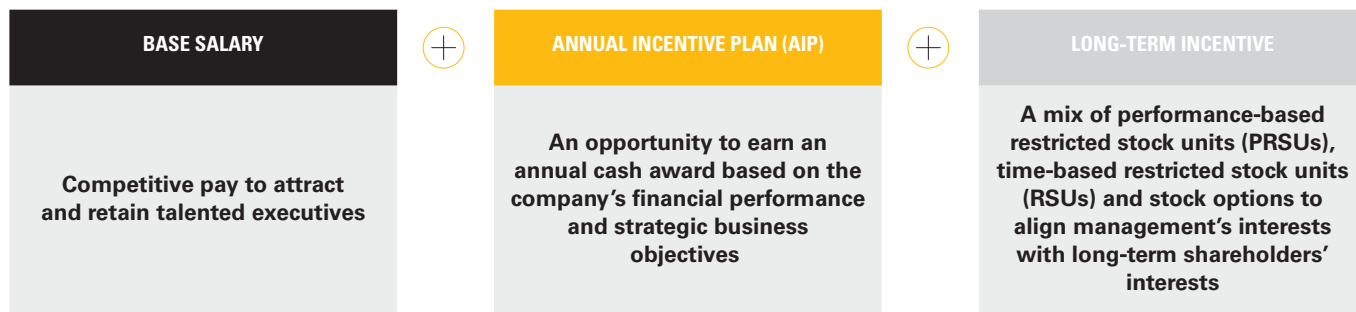 BASE SALARY
Competitive pay to attract
and retain talented executives
ANNUAL INCENTIVE PLAN (AIP)
An opportunity to earn an
annual cash award based on the
company’s financial performance
and strategic business
objectives
LONG-TERM INCENTIVE
A mix of performance-based
restricted stock units (PRSUs),
time-based restricted stock units
(RSUs) and stock options to
align management’s interests
with long-term shareholders’
interests